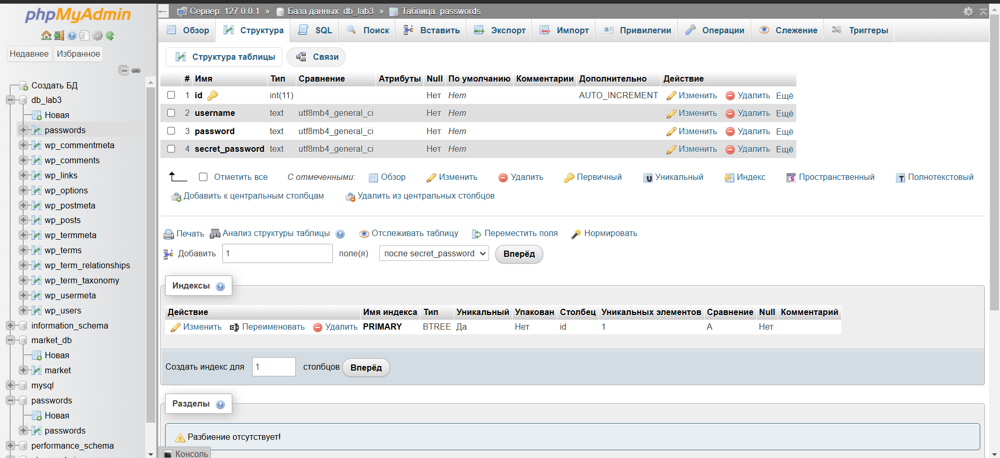 phpMyAdmin
Недавнее Избранное
Создать БД
db_lab3
Новая
passwords
wp_commentmeta
wp_comments
wp_links
wp_options
wp_postmeta
wp_posts
wp_termmeta
wp_terms
wp_term_relationships
wp_term_taxonomy
wp_usermeta
wp_users
information_schema
market_db
Новая
market
mysql
passwords
Новая
passwords
performance_schema
Сервер: 127.0.0.1 » База данных: db_lab3 » Таблица: passwords
Обзор Структура SQL Поиск Вставить Экспорт Импорт Привилегии Операции Слежение Триггеры
Структура таблицы Связи
# Имя Тип Сравнение Атрибуты Null По умолчанию Комментарии Дополнительно Действие
1 id int(11) Нет Нет AUTO_INCREMENT Изменить Удалить Ещё
2 username text utf8mb4_general_ci Нет Нет Изменить Удалить Ещё
3 password text utf8mb4_general_ci Нет Нет Изменить Удалить Ещё
4 secret_password text utf8mb4_general_ci Нет Нет Изменить Удалить Ещё
Отметить все С отмеченными: Обзор Изменить Удалить Первичный Уникальный Индекс Пространственный Полнотекстовый
Добавить к центральным столбцам Удалить из центральных столбцов
Печать Анализ структуры таблицы Отслеживать таблицу Переместить поля Нормировать
Добавить 1 поле(я) после secret_password Вперёд
Индексы
Действие Имя индекса Тип Уникальный Упакован Столбец Уникальных элементов Сравнение Null Комментарий
Изменить Переименовать Удалить PRIMARY BTREE Да Нет id 1 A Нет
Создать индекс для 1 столбцов Вперёд
Разделы
Разбиение отсутствует!
Консоль